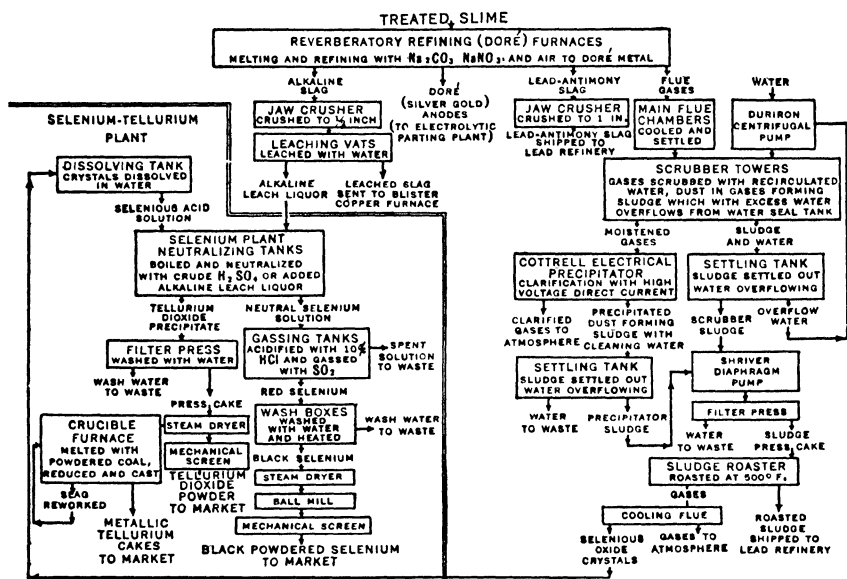 TREATED SLIME
REVERBERATORY REFINING (DORÉ) FURNACES
MELTING AND REFINING WITH Na₂CO₃ NaNO₃, AND AIR TO DORÉ METAL
ALKALINE
SLAG
JAW CRUSHER
CRUSHED TO ½ INCH
LEACHING VATS
LEACHED WITH WATER
ALKALINE
LEACH LIQUOR
LEACHED SLAG
SENT TO BLISTER
COPPER FURNACE
DORÉ
(SILVER GOLD)
ANODES
(TO ELECTROLYTIC
PARTING PLANT)
LEAD-ANTIMONY
SLAG
JAW CRUSHER
CRUSHED TO 1 IN.
LEAD-ANTIMONY SLAG
SHIPPED TO
LEAD REFINERY
FLUE
GASES
MAIN FLUE
CHAMBERS
COOLED AND
SETTLED
WATER
DURIRON
CENTRIFUGAL
PUMP
SCRUBBER TOWERS
GASES SCRUBBED WITH RECIRCULATED
WATER, DUST IN GASES FORMING
SLUDGE WHICH WITH EXCESS WATER
OVERFLOWS FROM WATER SEAL TANK
MOISTENED
GASES
COTTRELL ELECTRICAL
PRECIPITATOR
CLARIFICATION WITH HIGH
VOLTAGE DIRECT CURRENT
CLARIFIED
GASES TO
ATMOSPHERE
PRECIPITATED
DUST FORMING
SLUDGE WITH
CLEANING WATER
SETTLING TANK
SLUDGE SETTLED OUT
WATER OVERFLOWING
WATER
TO WASTE
PRECIPITATOR
SLUDGE
SLUDGE
AND WATER
SETTLING TANK
SLUDGE SETTLED OUT
WATER OVERFLOWING
SCRUBBER
SLUDGE
OVERFLOW
WATER
SHRIVER
DIAPHRAGM
PUMP
FILTER PRESS
WATER
TO WASTE
SLUDGE
PRESS CAKE
SLUDGE ROASTER
ROASTED AT 500° F.
GASES
COOLING FLUE
SELENIOUS
OXIDE
CRYSTALS
GASES TO
ATMOSPHERE
ROASTED
SLUDGE
SHIPPED TO
LEAD REFINERY
SELENIUM-TELLURIUM
PLANT
DISSOLVING TANK
CRYSTALS DISSOLVED
IN WATER
SELENIOUS ACID
SOLUTION
SELENIUM PLANT
NEUTRALIZING TANKS
BOILED AND NEUTRALIZED
WITH CRUDE H₂SO₄ OR ADDED
ALKALINE LEACH LIQUOR
TELLURIUM
DIOXIDE
PRECIPITATE
FILTER PRESS
WASHED WITH WATER
WASH WATER
TO WASTE
PRESS CAKE
STEAM DRYER
MECHANICAL
SCREEN
TELLURIUM
DIOXIDE
POWDER
TO MARKET
CRUCIBLE
FURNACE
MELTED WITH
POWDERED COAL,
REDUCED AND CAST
SLAG
REWORKED
METALLIC
TELLURIUM
CAKES
TO MARKET
NEUTRAL SELENIUM
SOLUTION
GASSING TANKS
ACIDIFIED WITH 10%
HCl AND GASSED
WITH SO₂
SPENT
SOLUTION
TO WASTE
RED SELENIUM
WASH BOXES
WASHED
WITH WATER
AND HEATED
WASH WATER
TO WASTE
BLACK SELENIUM
STEAM DRYER
BALL MILL
MECHANICAL SCREEN
BLACK POWDERED SELENIUM
TO MARKET